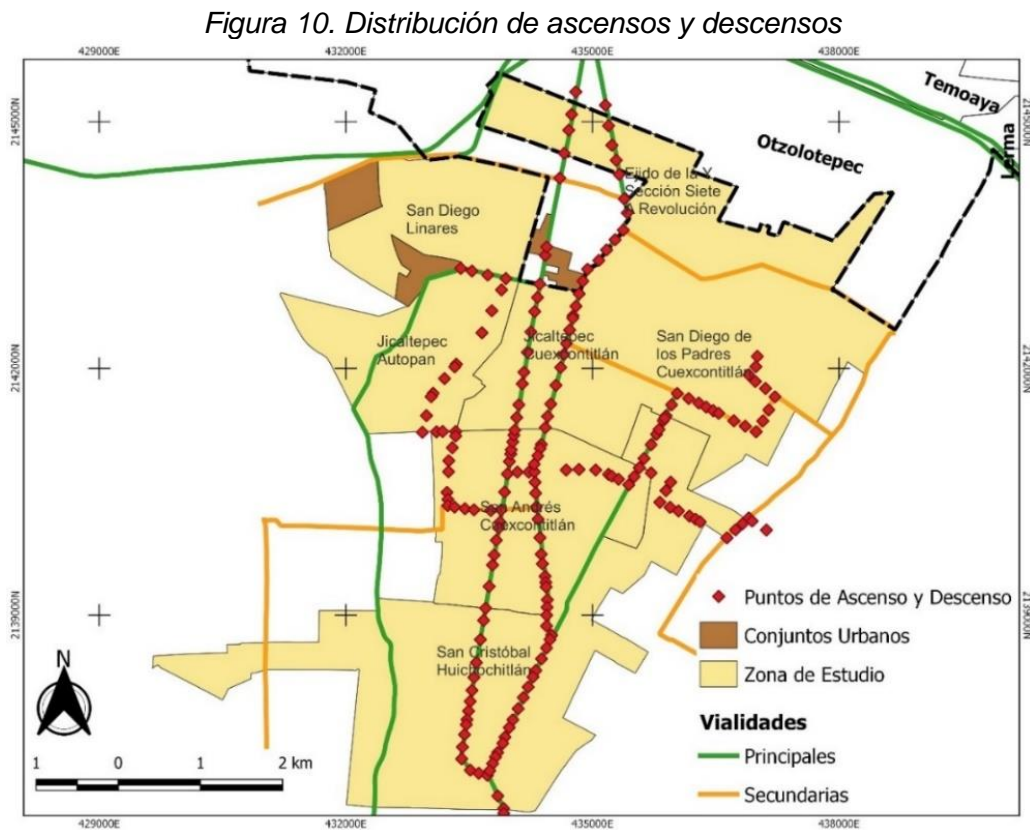 Figura 10. Distribución de ascensos y descensos
429000E
432000E
435000E
438000E
2145000N
2145000N
Temoaya
Lerma
Otzolotepec
Ejido de la Y
Sección Siete
A Revolución
San Diego
Linares
Jicaltepec
Autopan
Jicaltepec
Cuexcontitlán
San Diego de
los Padres
Cuexcontitlán
2142000N
2142000N
San Andrés
Cuexcontitlán
2139000N
2139000N
San Cristóbal
Huichochitlán
Puntos de Ascenso y Descenso
Conjuntos Urbanos
Zona de Estudio
Vialidades
Principales
Secundarias
N
1 0 1 2 km
429000E
432000E
435000E
438000E